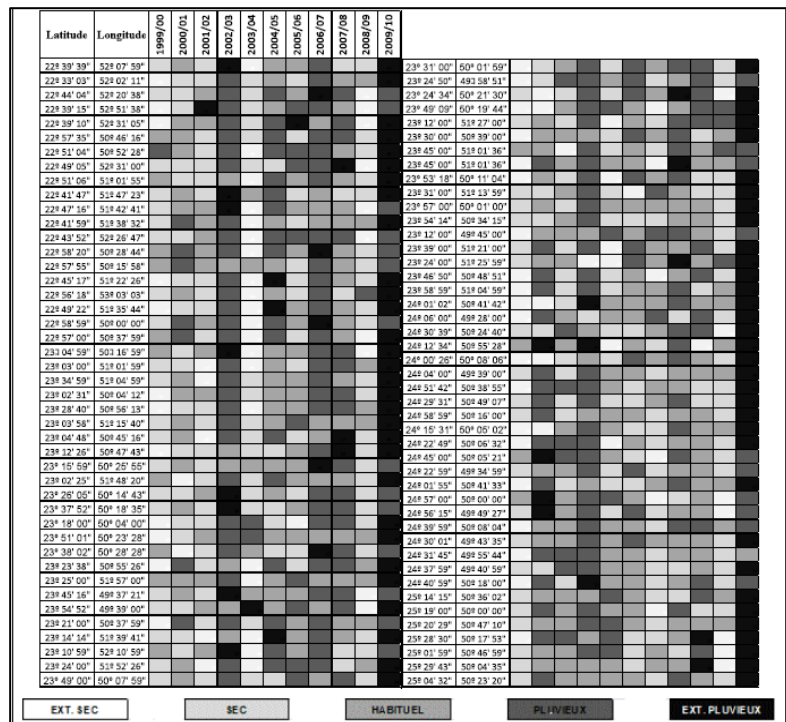 Latitude Longitude 1999/00 2000/01 2001/02 2002/03 2003/04 2004/05 2005/06 2006/07 2007/08 2008/09 2009/10
22º 39' 39" 52º 07' 59"
22º 33' 03" 52º 02' 11"
22º 44' 04" 52º 20' 38"
22º 39' 15" 52º 51' 38"
22º 39' 10" 52º 31' 05"
22º 57' 35" 50º 46' 16"
22º 51' 04" 50º 52' 28"
22º 49' 05" 52º 31' 00"
22º 51' 06" 51º 01' 55"
22º 41' 47" 51º 47' 23"
22º 47' 16" 51º 42' 41"
22º 41' 59" 51º 38' 32"
22º 43' 52" 52º 26' 47"
22º 58' 20" 50º 28' 44"
22º 57' 55" 50º 15' 58"
22º 45' 17" 51º 22' 26"
22º 56' 18" 53º 03' 03"
22º 49' 22" 51º 35' 44"
22º 58' 59" 50º 00' 00"
22º 57' 00" 50º 37' 59"
23º 04' 59" 50º 16' 59"
23º 03' 00" 51º 01' 59"
23º 34' 59" 51º 04' 59"
23º 02' 31" 50º 04' 12"
23º 28' 40" 50º 56' 13"
23º 03' 58" 51º 15' 40"
23º 04' 48" 50º 45' 16"
23º 12' 26" 50º 47' 43"
23º 15' 59" 50º 25' 55"
23º 02' 25" 51º 48' 20"
23º 26' 05" 50º 14' 43"
23º 37' 52" 50º 18' 35"
23º 18' 00" 50º 04' 00"
23º 51' 01" 50º 23' 28"
23º 38' 02" 50º 28' 28"
23º 23' 38" 50º 55' 26"
23º 25' 00" 51º 57' 00"
23º 45' 16" 49º 37' 21"
23º 54' 52" 49º 39' 00"
23º 21' 00" 50º 37' 59"
23º 14' 14" 51º 39' 41"
23º 10' 59" 52º 10' 59"
23º 24' 00" 51º 52' 26"
23º 49' 00" 50º 07' 59"
23º 31' 00" 50º 01' 59"
23º 24' 50" 49º 58' 51"
23º 24' 34" 50º 21' 30"
23º 49' 09" 50º 19' 44"
23º 12' 00" 51º 27' 00"
23º 30' 00" 50º 39' 00"
23º 45' 00" 51º 01' 36"
23º 45' 00" 51º 01' 36"
23º 53' 18" 50º 11' 04"
23º 31' 00" 51º 13' 59"
23º 57' 00" 50º 01' 00"
23º 54' 14" 50º 34' 15"
23º 12' 00" 49º 45' 00"
23º 39' 00" 51º 21' 00"
23º 24' 00" 51º 25' 59"
23º 46' 50" 50º 48' 51"
23º 58' 59" 51º 04' 59"
24º 01' 02" 50º 41' 42"
24º 06' 00" 49º 28' 00"
24º 30' 39" 50º 24' 40"
24º 12' 34" 50º 55' 28"
24º 00' 26" 50º 08' 06"
24º 04' 00" 49º 39' 00"
24º 51' 42" 50º 38' 55"
24º 29' 31" 50º 49' 07"
24º 58' 59" 50º 16' 00"
24º 15' 31" 50º 05' 02"
24º 22' 49" 50º 06' 32"
24º 45' 00" 50º 05' 21"
24º 22' 59" 49º 34' 59"
24º 01' 55" 50º 41' 33"
24º 57' 00" 50º 00' 00"
24º 56' 15" 49º 49' 27"
24º 39' 59" 50º 08' 04"
24º 30' 01" 49º 43' 35"
24º 31' 45" 49º 55' 44"
24º 37' 59" 49º 40' 59"
24º 40' 59" 50º 18' 00"
25º 14' 15" 50º 36' 02"
25º 19' 00" 50º 00' 00"
25º 20' 29" 50º 47' 10"
25º 28' 30" 50º 17' 53"
25º 01' 59" 50º 46' 59"
25º 29' 43" 50º 04' 35"
25º 04' 32" 50º 23' 20"
EXT. SEC SEC HABITUEL PLUVIEUX EXT. PLUVIEUX